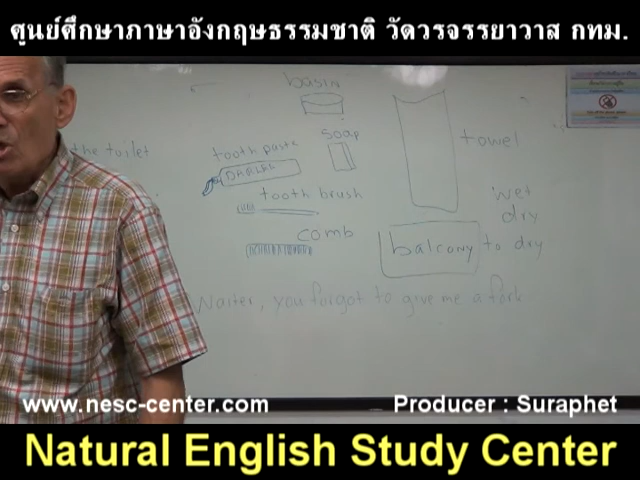 ศูนย์ศึกษาภาษาอังกฤษธรรมชาติ วัดวรจรรยาวาส กทม.
basin
soap
towel
the toilet
tooth paste
DARLIE
tooth brush
wet
dry
comb
balcony to dry
Waiter, you forgot to give me a fork
www.nesc-center.com
Producer : Suraphet
Natural English Study Center